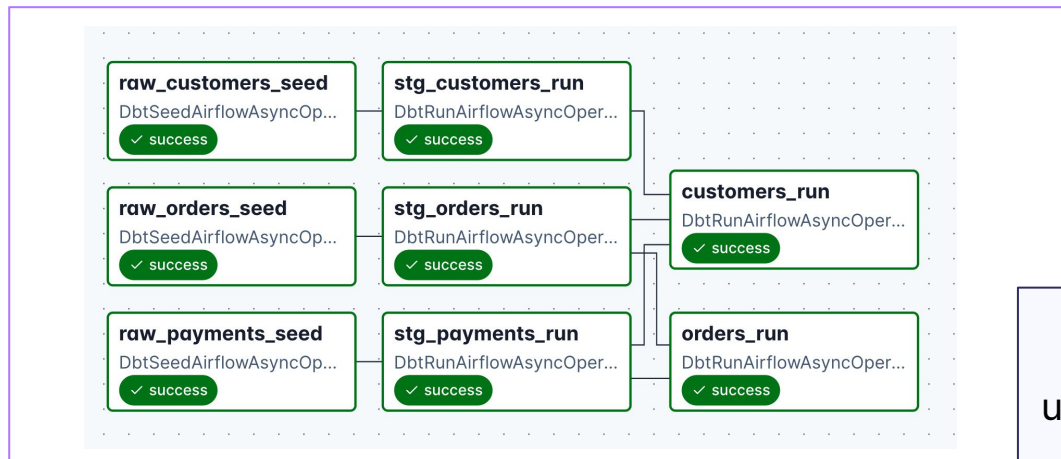 raw_customers_seed
DbtSeedAirflowAsyncOp...
✓ success
stg_customers_run
DbtRunAirflowAsyncOper...
✓ success
raw_orders_seed
DbtSeedAirflowAsyncOp...
✓ success
stg_orders_run
DbtRunAirflowAsyncOper...
✓ success
raw_payments_seed
DbtSeedAirflowAsyncOp...
✓ success
stg_payments_run
DbtRunAirflowAsyncOper...
✓ success
customers_run
DbtRunAirflowAsyncOper...
✓ success
orders_run
DbtRunAirflowAsyncOper...
✓ success